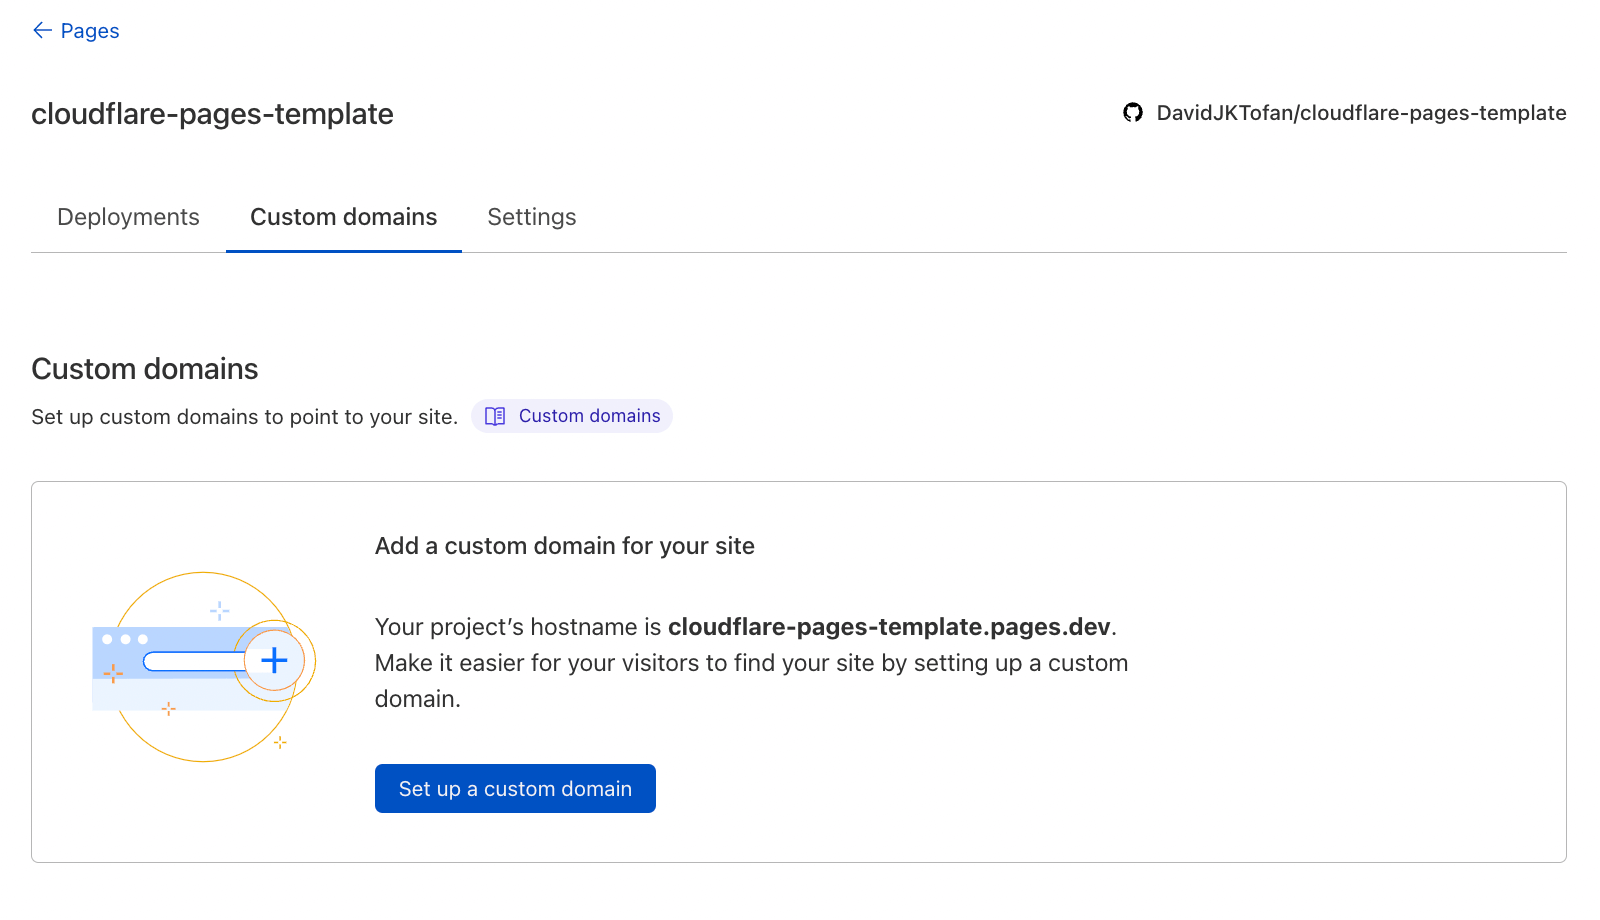 Pages
cloudflare-pages-template
DavidJKTofan/cloudflare-pages-template
Deployments
Custom domains
Settings
Custom domains
Set up custom domains to point to your site.
Custom domains
Add a custom domain for your site
Your project’s hostname is cloudflare-pages-template.pages.dev.
Make it easier for your visitors to find your site by setting up a custom
domain.
Set up a custom domain